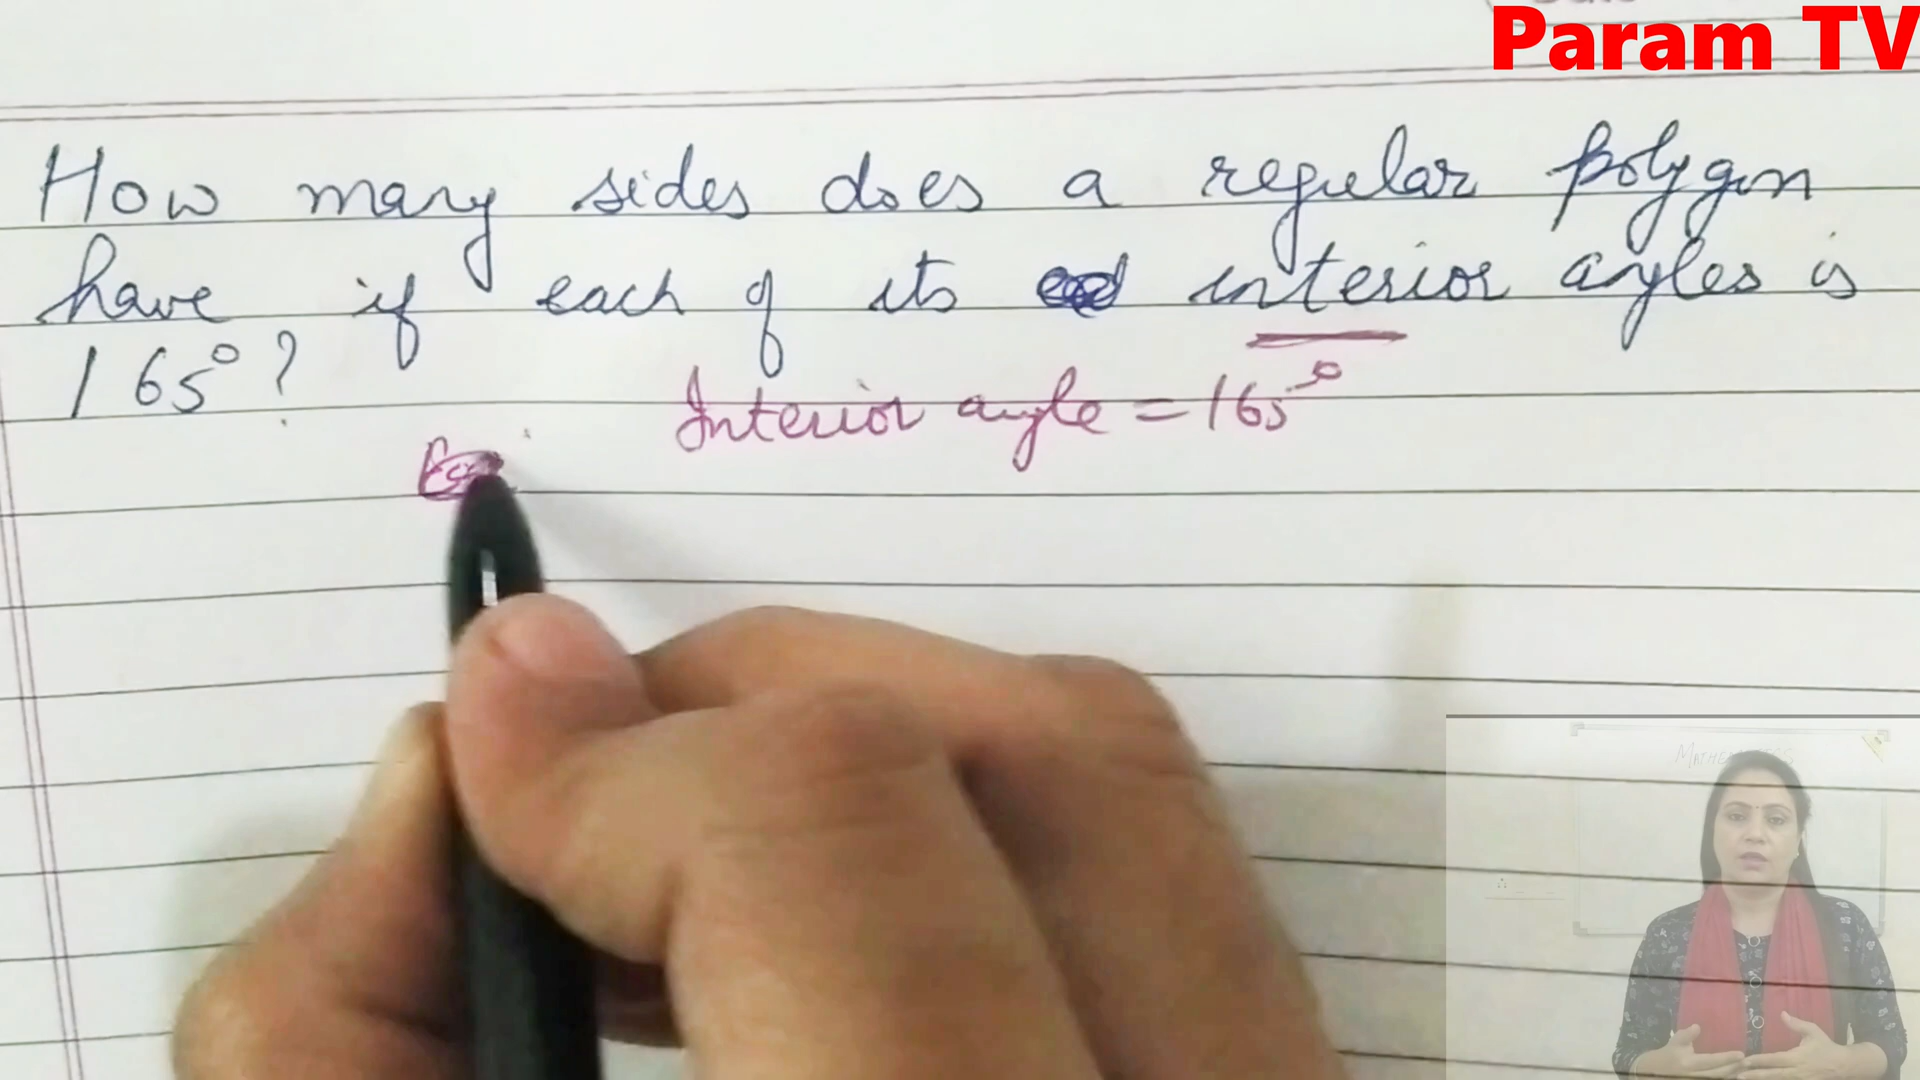 Param TV
How many sides does a regular polygon
have if each of its interior angles is
165°?
Interior angle = 165°
MATHEMATICS